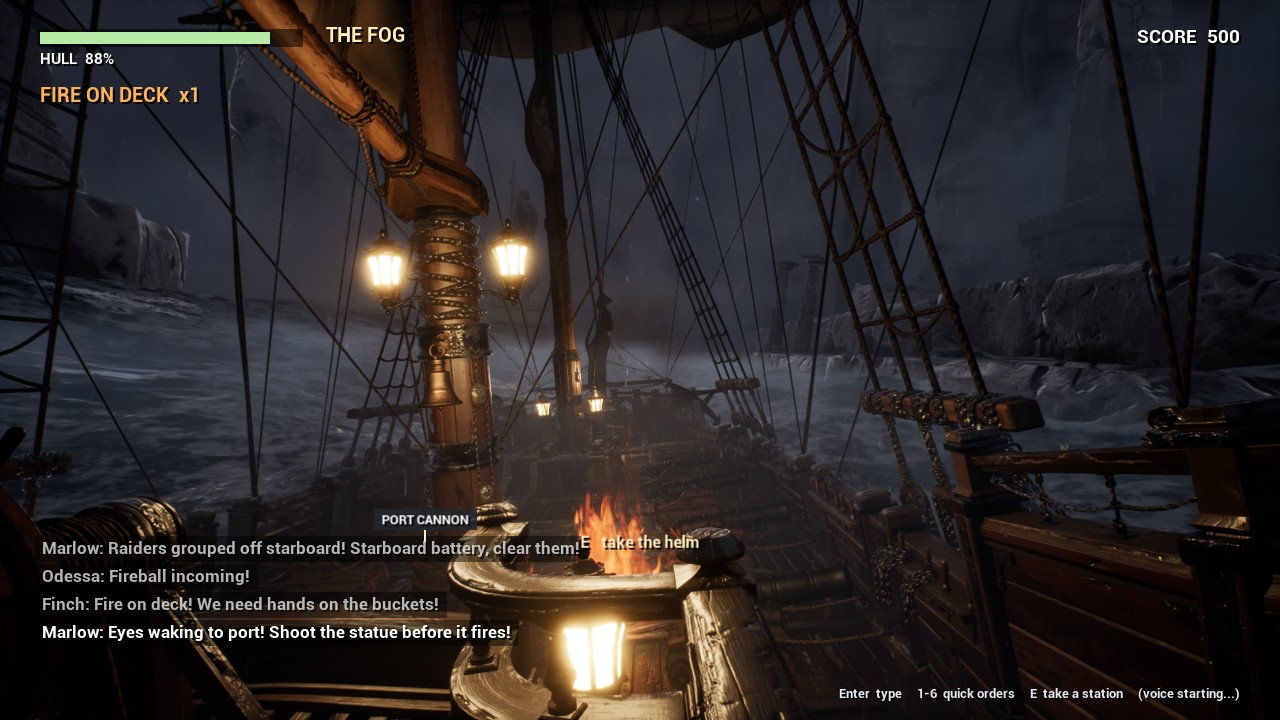 THE FOG
SCORE 500
HULL 88%
FIRE ON DECK x1
PORT CANNON
Marlow: Raiders grouped off starboard! Starboard battery, clear them!
E take the helm
Odessa: Fireball incoming!
Finch: Fire on deck! We need hands on the buckets!
Marlow: Eyes waking to port! Shoot the statue before it fires!
Enter type 1-6 quick orders E take a station (voice starting...)